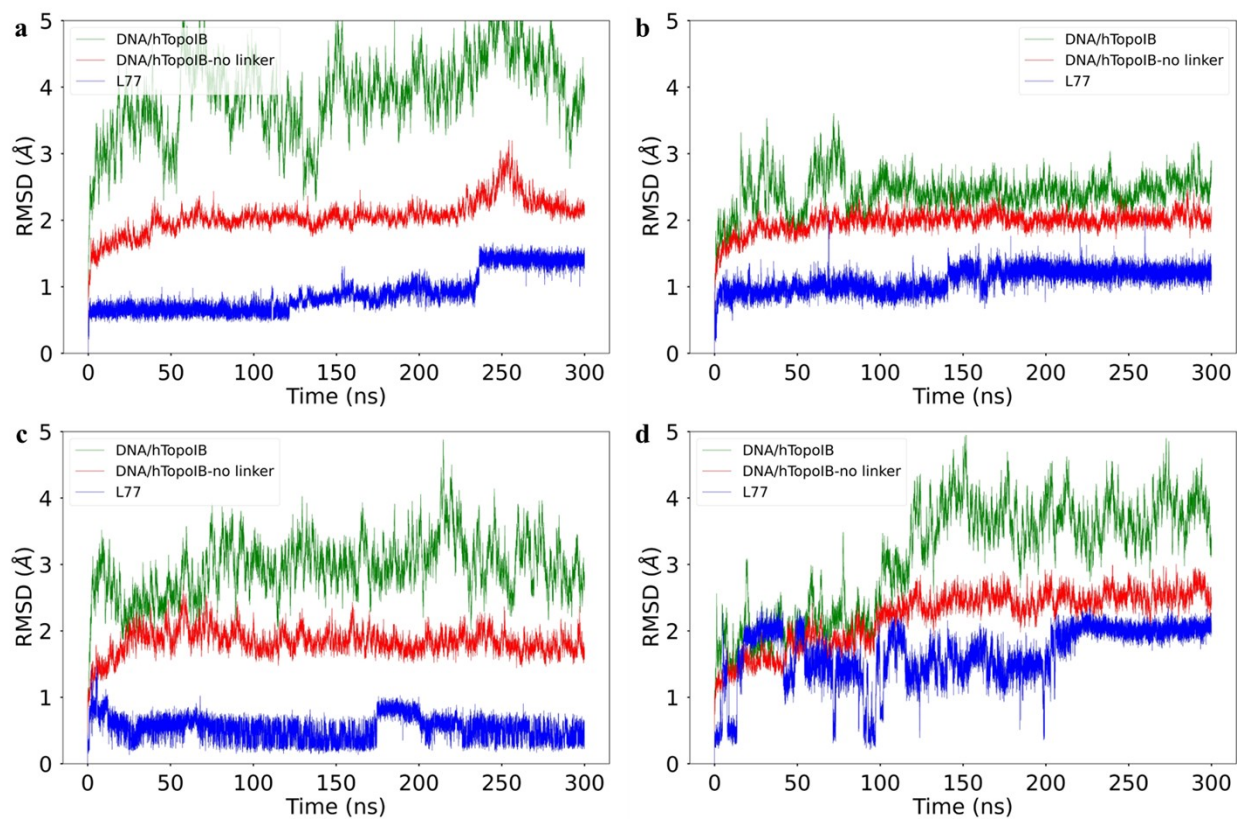 a
DNA/hTopoIB
DNA/hTopoIB-no linker
L77
5
4
3
2
1
0
RMSD (Å)
0 50 100 150 200 250 300
Time (ns)
b
DNA/hTopoIB
DNA/hTopoIB-no linker
L77
5
4
3
2
1
0
RMSD (Å)
0 50 100 150 200 250 300
Time (ns)
c
DNA/hTopoIB
DNA/hTopoIB-no linker
L77
5
4
3
2
1
0
RMSD (Å)
0 50 100 150 200 250 300
Time (ns)
d
DNA/hTopoIB
DNA/hTopoIB-no linker
L77
5
4
3
2
1
0
RMSD (Å)
0 50 100 150 200 250 300
Time (ns)